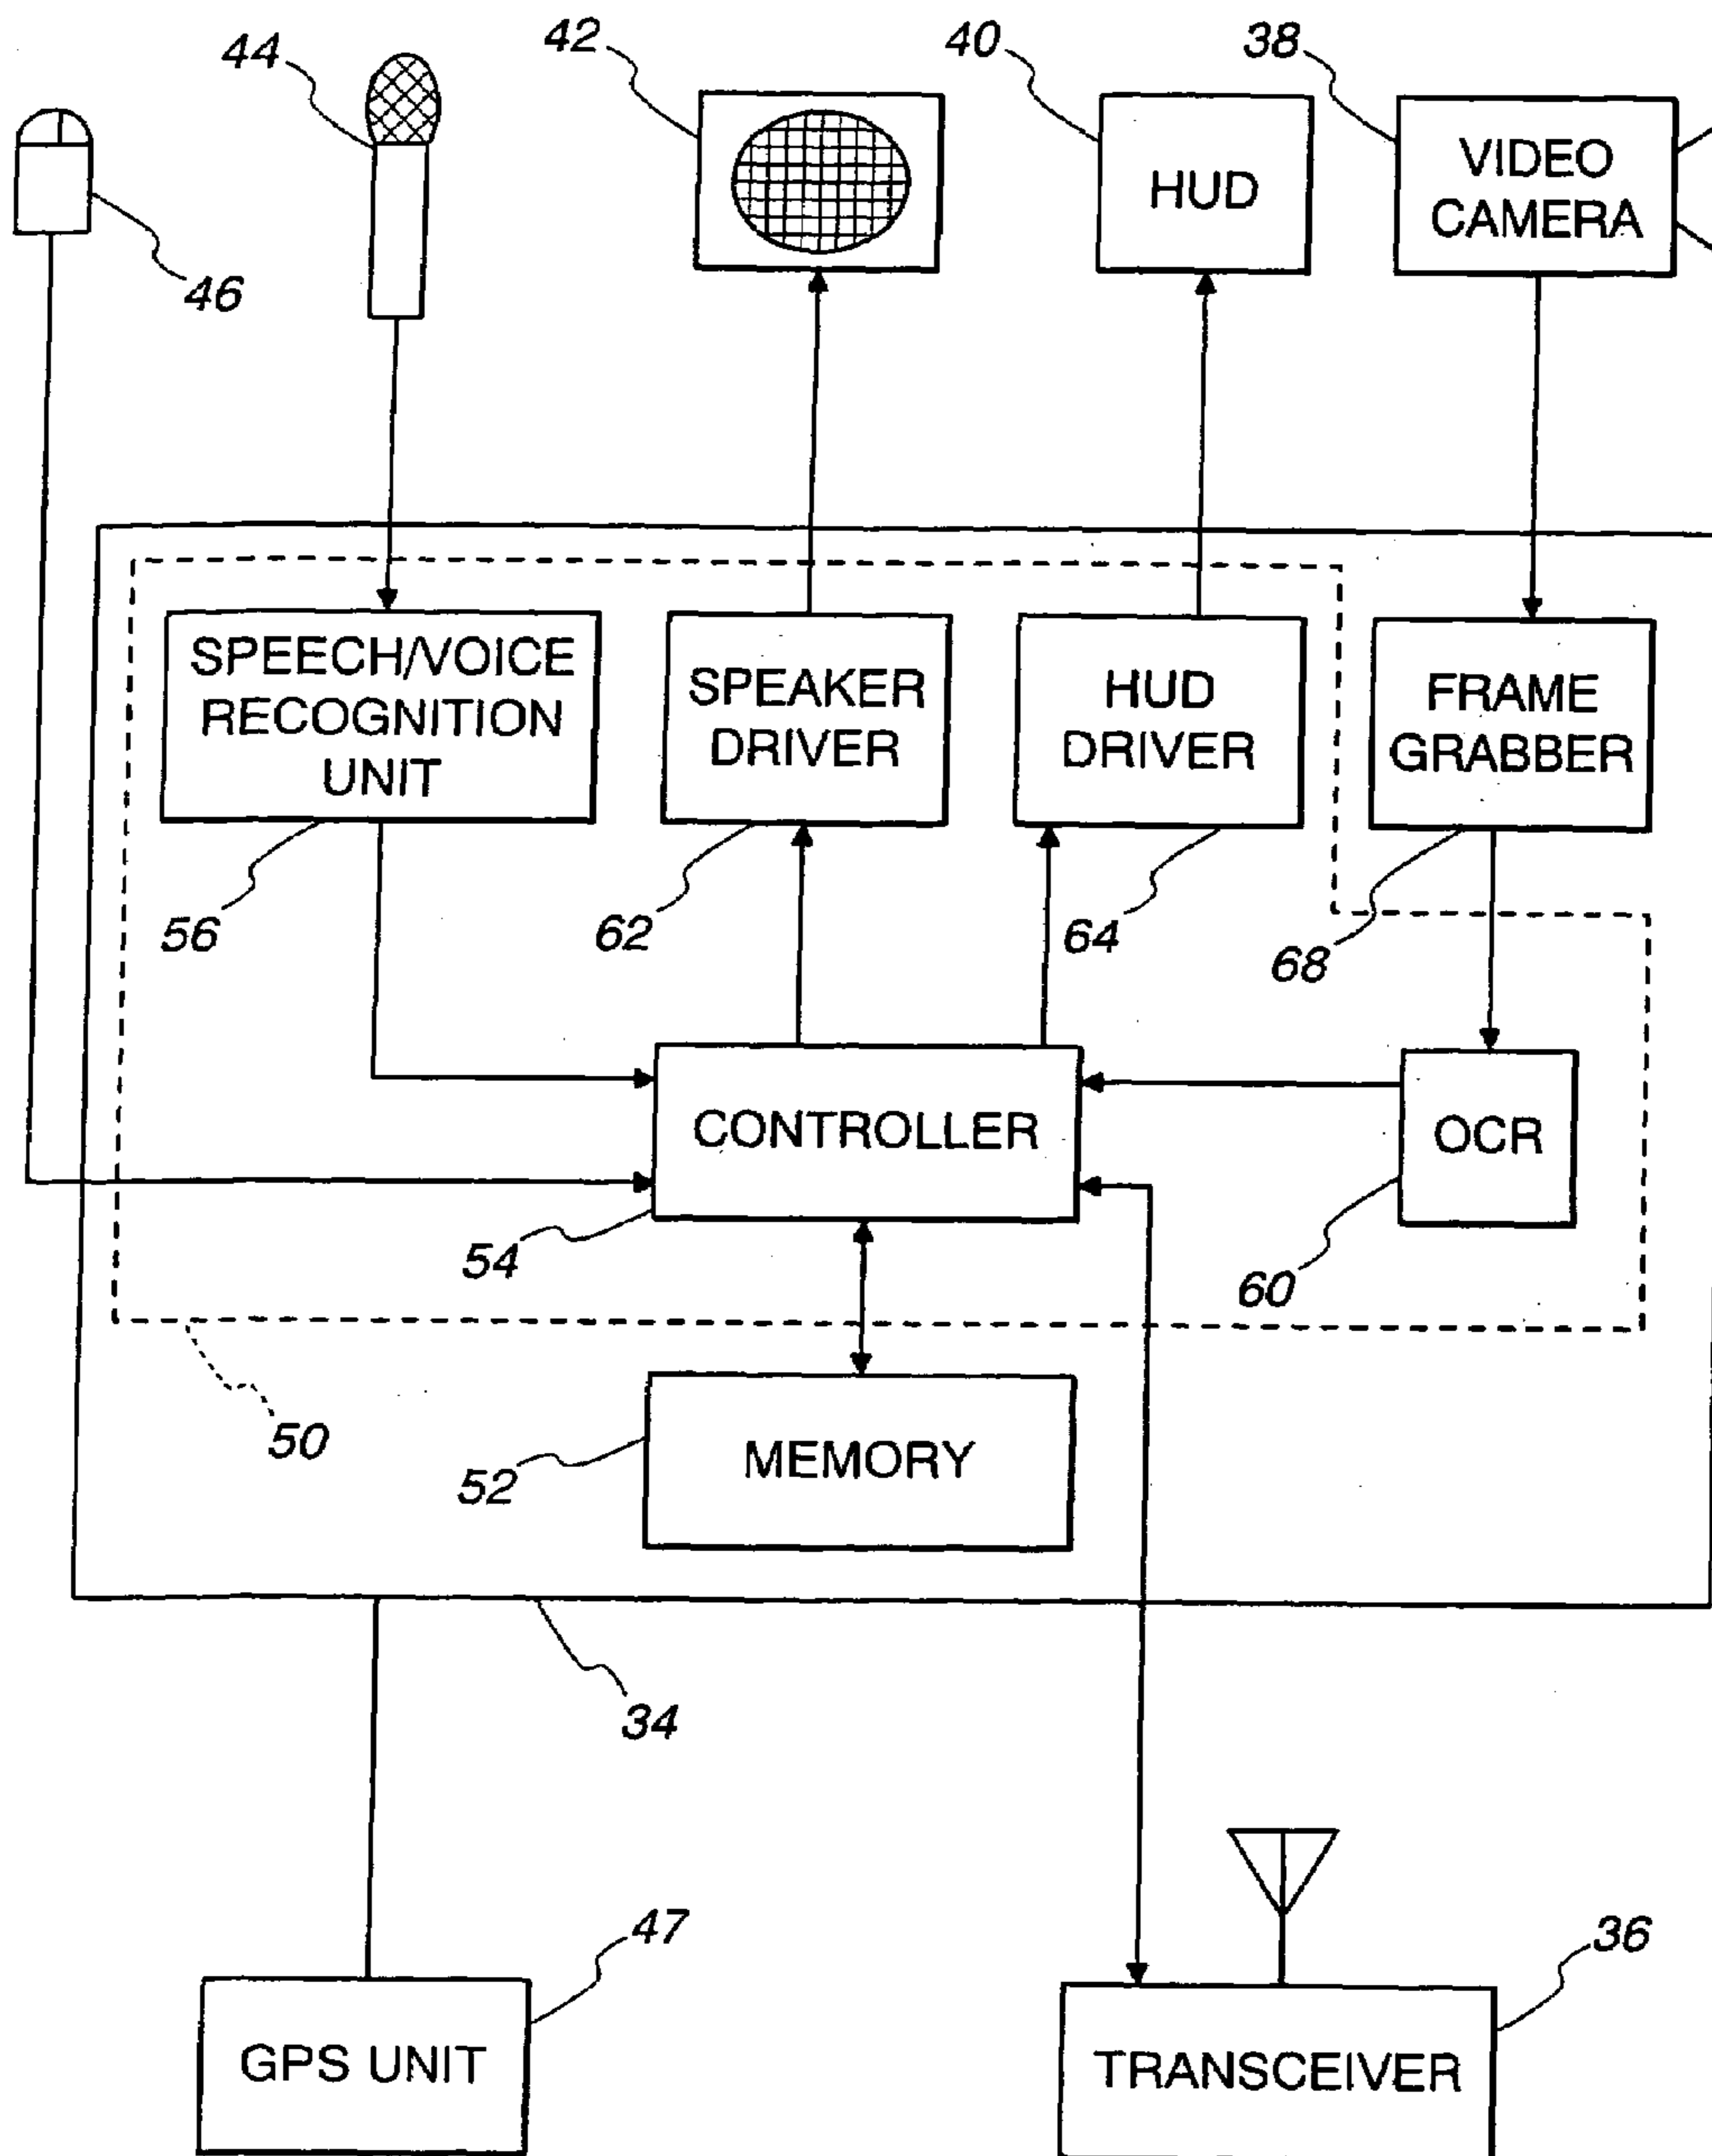 44
42
40
38
46
HUD
VIDEO
CAMERA
SPEECH/VOICE
RECOGNITION
UNIT
SPEAKER
DRIVER
HUD
DRIVER
FRAME
GRABBER
56
62
64
68
CONTROLLER
OCR
54
60
50
MEMORY
52
34
47
36
GPS UNIT
TRANSCEIVER